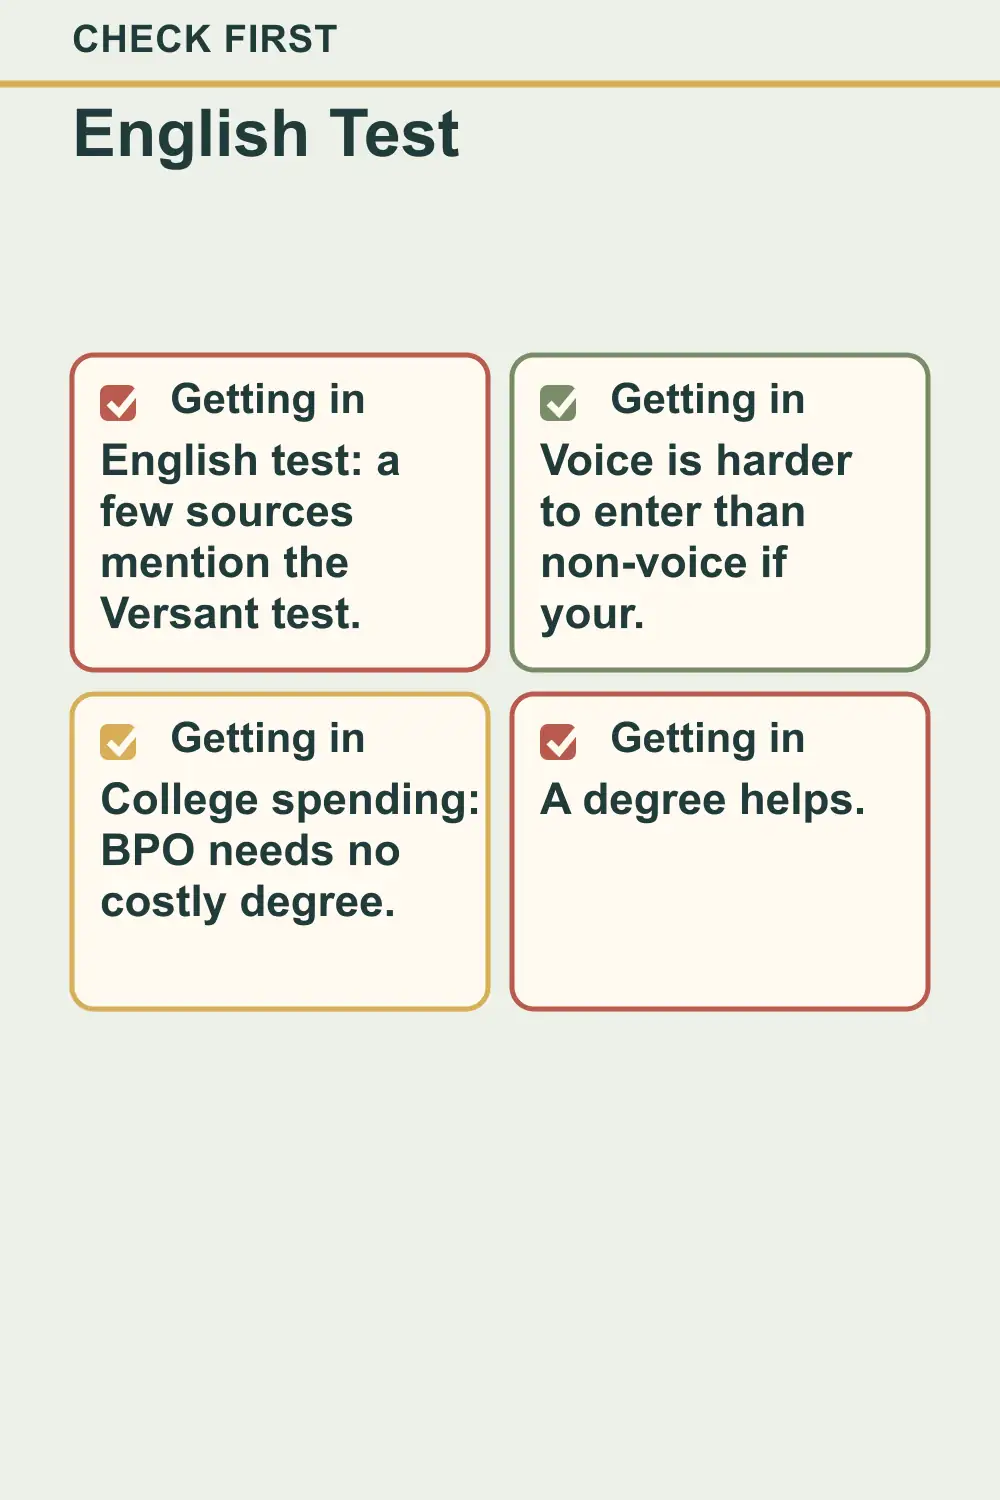 CHECK FIRST
English Test
Getting in
English test: a
few sources
mention the
Versant test.
Getting in
Voice is harder
to enter than
non-voice if
your.
Getting in
College spending:
BPO needs no
costly degree.
Getting in
A degree helps.